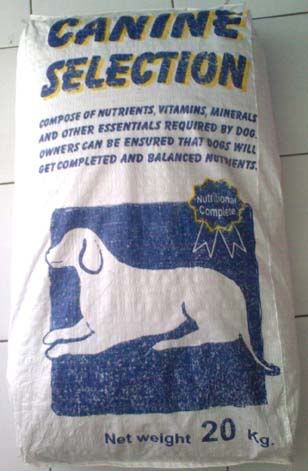 CANINE
SELECTION
COMPOSE OF NUTRIENTS, VITAMINS, MINERALS
AND OTHER ESSENTIALS REQUIRED BY DOG.
OWNERS CAN BE ENSURED THAT DOGS WILL
GET COMPLETED AND BALANCED NUTIENTS.
Nutritional
Complete
Net weight 20 kg.